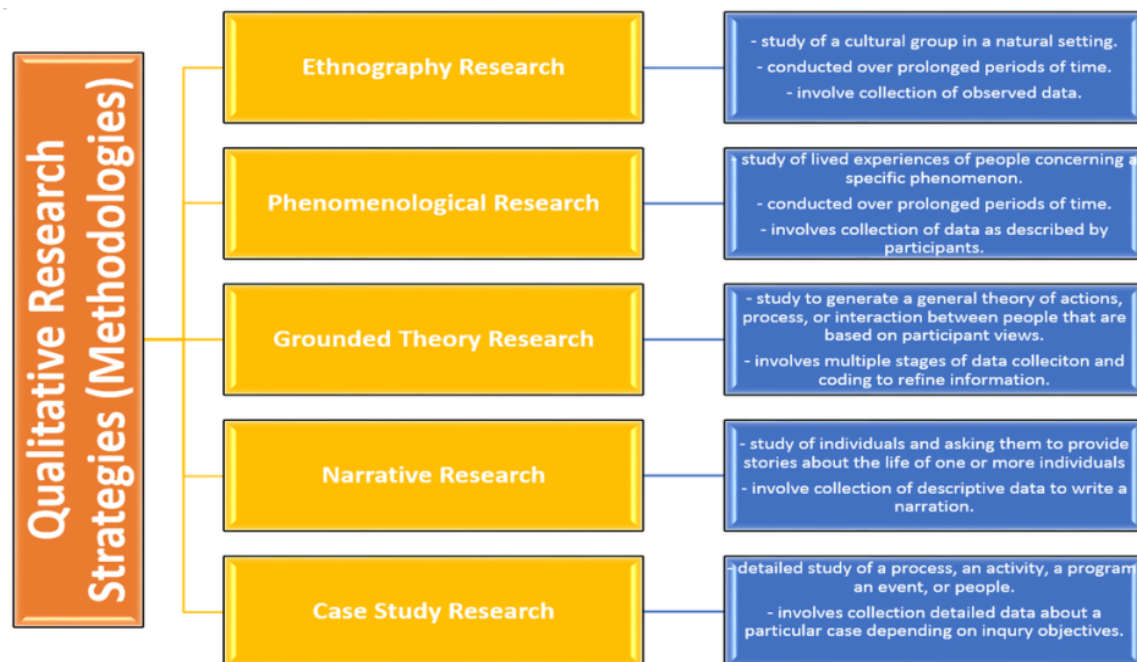 Qualitative Research
Strategies (Methodologies)
Ethnography Research
- study of a cultural group in a natural setting.
- conducted over prolonged periods of time.
- involve collection of observed data.
Phenomenological Research
- study of lived experiences of people concerning a
specific phenomenon.
- conducted over prolonged periods of time.
- involves collection of data as described by
participants.
Grounded Theory Research
- study to generate a general theory of actions,
process, or interaction between people that are
based on participant views.
- involves multiple stages of data colleciton and
coding to refine information.
Narrative Research
- study of individuals and asking them to provide
stories about the life of one or more individuals
- involve collection of descriptive data to write a
narration.
Case Study Research
- detailed study of a process, an activity, a program,
an event, or people.
- involves collection detailed data about a
particular case depending on inqury objectives.